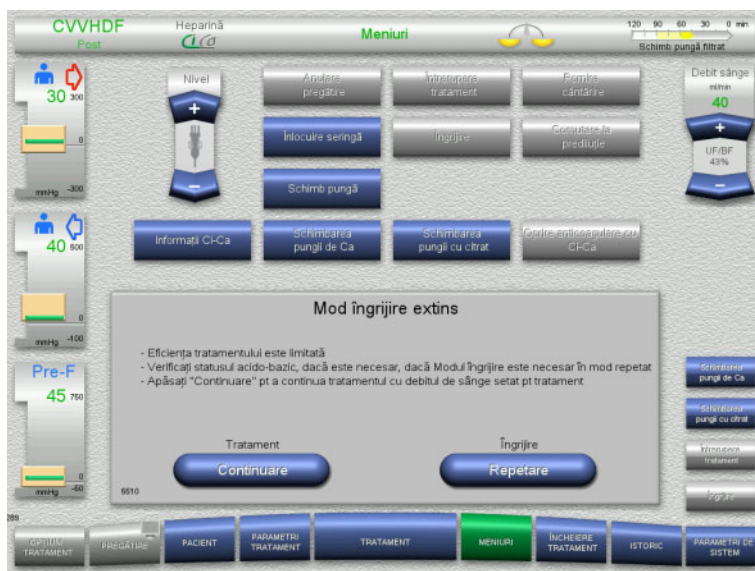 CVVHDF
Post
Heparină
Meniuri
120 90 60 30 0 min
Schimb pungă filtrat
30 300
0
mmHg -300
40 500
0
mmHg -100
Pre-F
45 750
0
mmHg -50
Nivel
+
−
Anulare
pregătire
Întrerupere
tratament
Pornire
cântărire
Înlocuire seringă
Îngrijire
Comutare la
prediluție
Schimb pungă
Informații Ci-Ca
Schimbarea
pungii de Ca
Schimbarea
pungii cu citrat
Oprire anticoagulare cu
Ci-Ca
Debit sânge
ml/min
40
+
UF/BF
43%
−
Mod îngrijire extins
- Eficiența tratamentului este limitată
- Verificați statusul acido-bazic, dacă este necesar, dacă Modul îngrijire este necesar în mod repetat
- Apăsați "Continuare" pt a continua tratamentul cu debitul de sânge setat pt tratament
Tratament
Continuare
Îngrijire
Repetare
5510
Schimbarea
pungii de Ca
Schimbarea
pungii cu citrat
Întrerupere
tratament
Îngrijire
289
OPȚIUNI
TRATAMENT
PREGĂTIRE
PACIENT
PARAMETRI
TRATAMENT
TRATAMENT
MENIURI
ÎNCHEIERE
TRATAMENT
ISTORIC
PARAMETRI DE
SISTEM